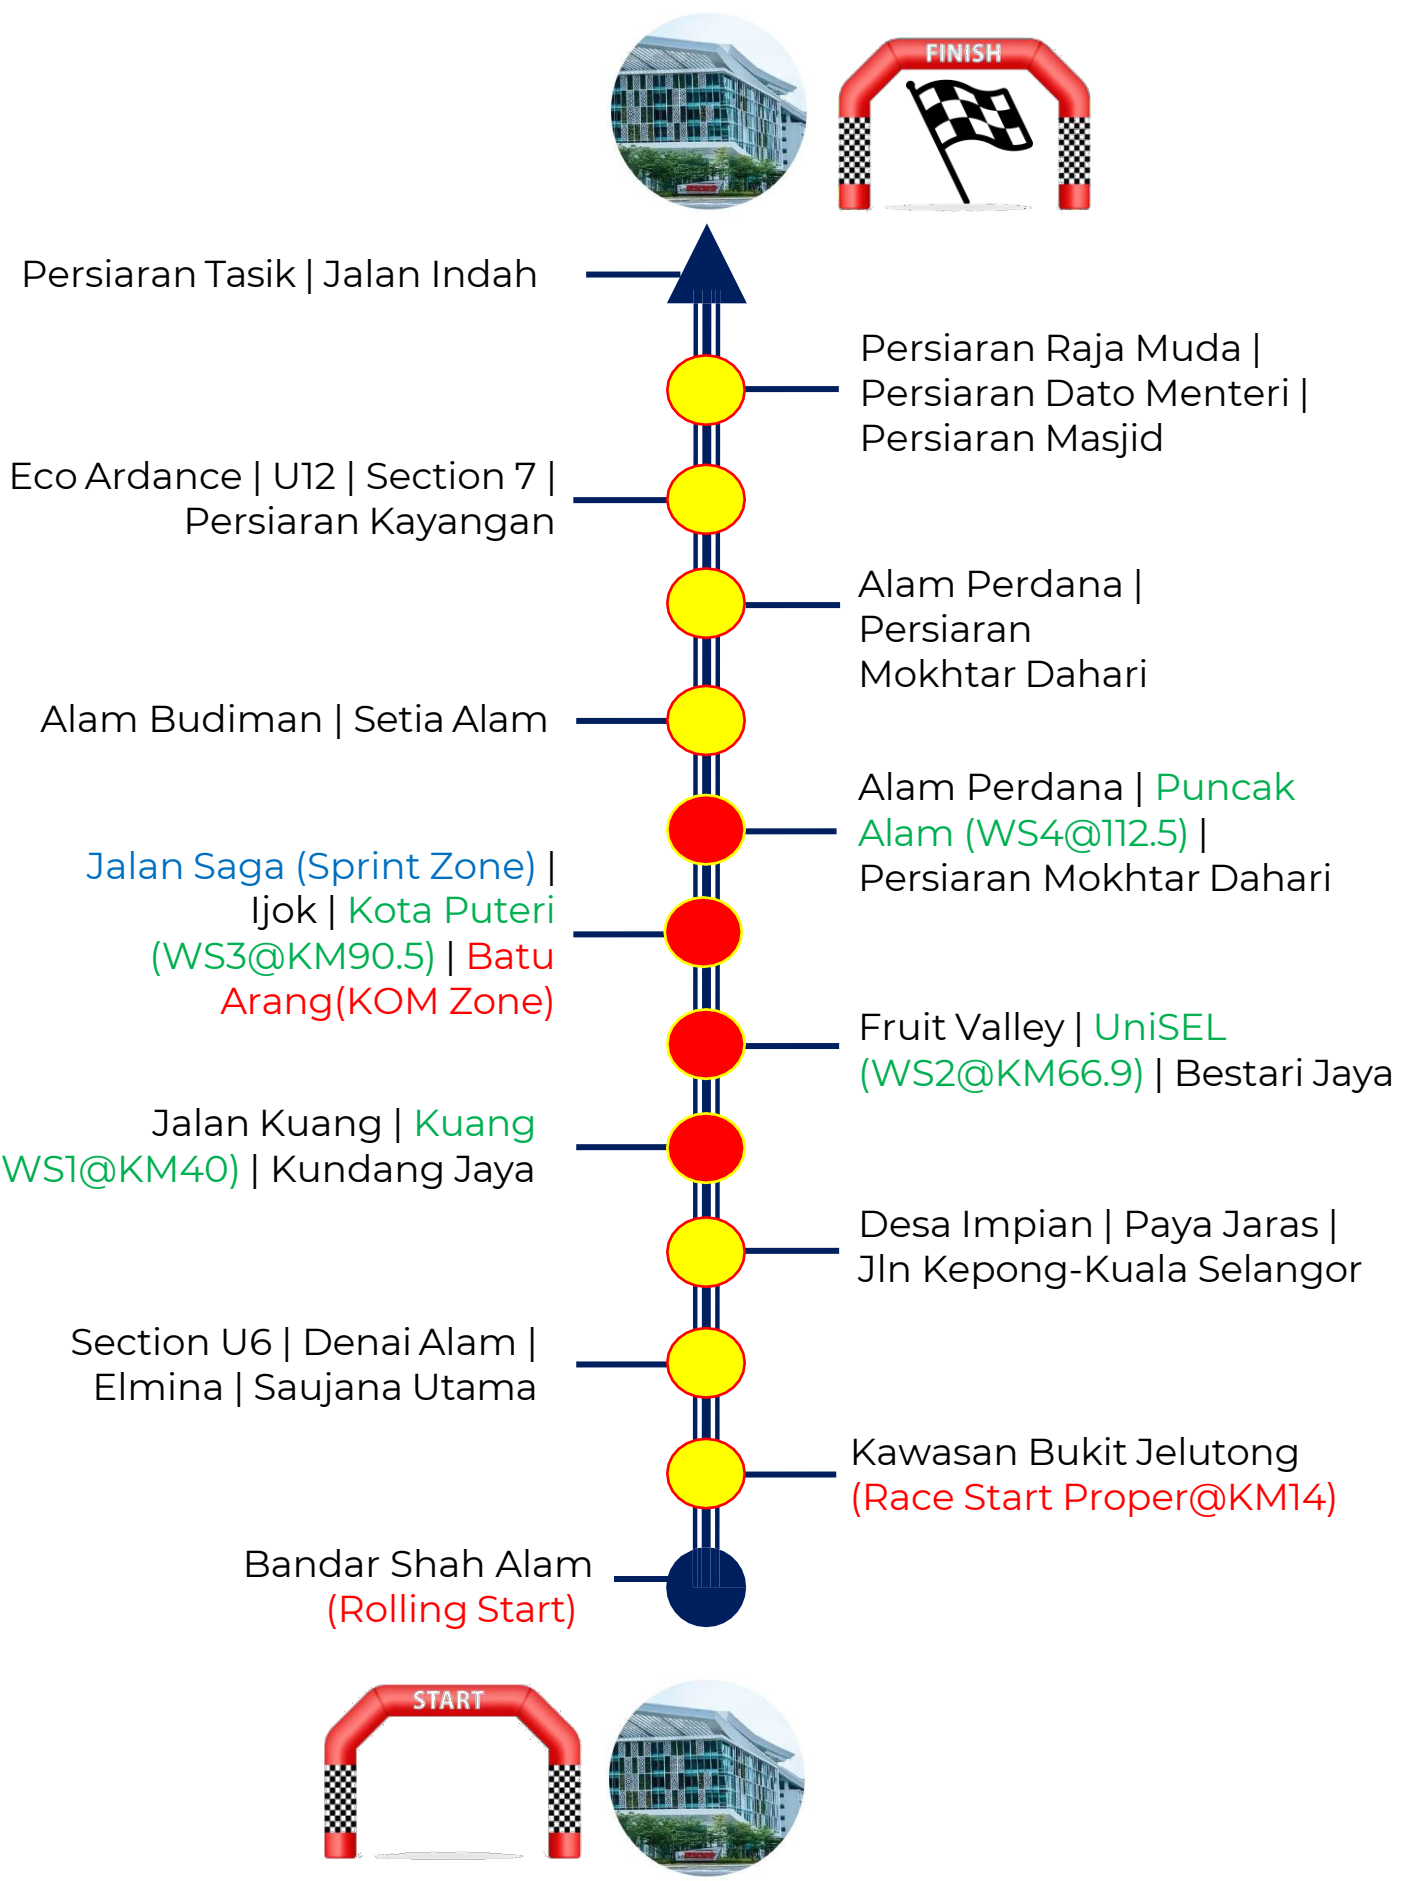 FINISH
Persiaran Tasik | Jalan Indah
Persiaran Raja Muda |
Persiaran Dato Menteri |
Persiaran Masjid
Eco Ardance | U12 | Section 7 |
Persiaran Kayangan
Alam Perdana |
Persiaran
Mokhtar Dahari
Alam Budiman | Setia Alam
Alam Perdana | Puncak
Alam (WS4@112.5) |
Persiaran Mokhtar Dahari
Jalan Saga (Sprint Zone) |
Ijok | Kota Puteri
(WS3@KM90.5) | Batu
Arang(KOM Zone)
Fruit Valley | UniSEL
(WS2@KM66.9) | Bestari Jaya
Jalan Kuang | Kuang
WS1@KM40) | Kundang Jaya
Desa Impian | Paya Jaras |
Jln Kepong-Kuala Selangor
Section U6 | Denai Alam |
Elmina | Saujana Utama
Kawasan Bukit Jelutong
(Race Start Proper@KM14)
Bandar Shah Alam
(Rolling Start)
START